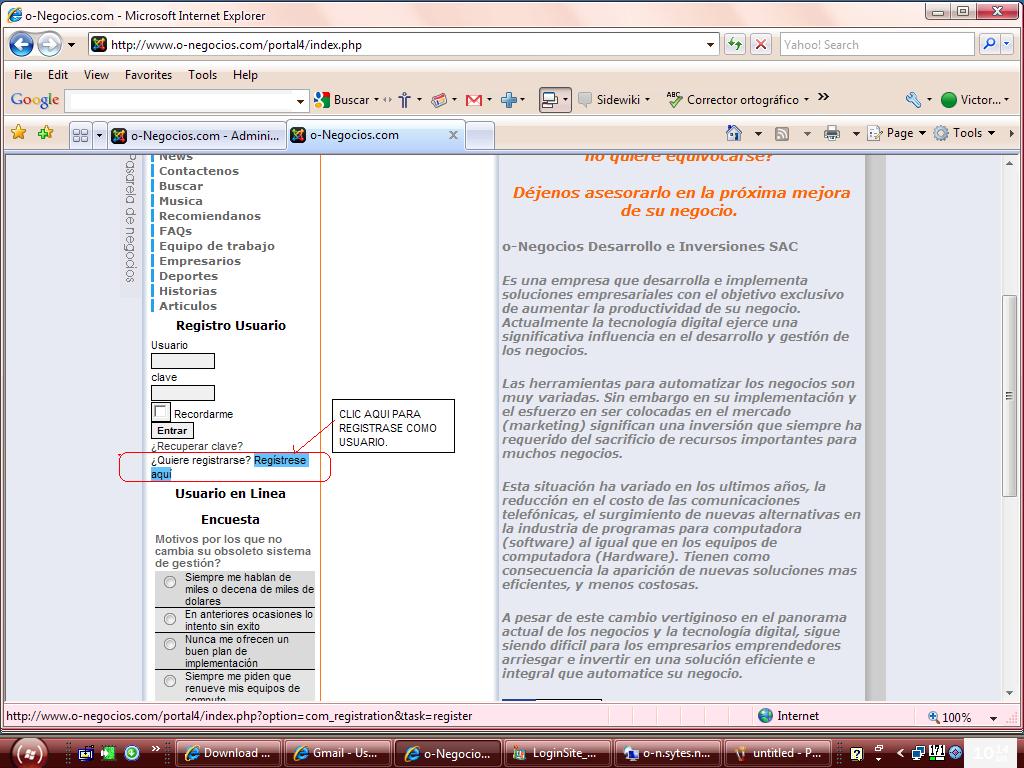 o-Negocios.com - Microsoft Internet Explorer
http://www.o-negocios.com/portal4/index.php
Yahoo! Search
File Edit View Favorites Tools Help
Google Buscar Sidewiki ABC Corrector ortográfico » Victor...
o-Negocios.com - Admini... o-Negocios.com Page Tools
Pasarela de negocios
News
Contactenos
Buscar
Musica
Recomiendanos
FAQs
Equipo de trabajo
Empresarios
Deportes
Historias
Articulos
Registro Usuario
Usuario
clave
Recordarme
Entrar
¿Recuperar clave?
¿Quiere registrarse? Regístrese
aquí
CLIC AQUI PARA
REGISTRASE COMO
USUARIO.
Usuario en Linea
Encuesta
Motivos por los que no
cambia su obsoleto sistema
de gestión?
Siempre me hablan de
miles o decena de miles de
dolares
En anteriores ocasiones lo
intento sin exito
Nunca me ofrecen un
buen plan de
implementación
Siempre me piden que
renueve mis equipos de
computo
no quiere equivocarse?
Déjenos asesorarlo en la próxima mejora
de su negocio.
o-Negocios Desarrollo e Inversiones SAC
Es una empresa que desarrolla e implementa
soluciones empresariales con el objetivo exclusivo
de aumentar la productividad de su negocio.
Actualmente la tecnología digital ejerce una
significativa influencia en el desarrollo y gestión de
los negocios.
Las herramientas para automatizar los negocios son
muy variadas. Sin embargo en su implementación y
el esfuerzo en ser colocadas en el mercado
(marketing) significan una inversión que siempre ha
requerido del sacrificio de recursos importantes para
muchos negocios.
Esta situación ha variado en los ultimos años, la
reducción en el costo de las comunicaciones
telefónicas, el surgimiento de nuevas alternativas en
la industria de programas para computadora
(software) al igual que en los equipos de
computadora (Hardware). Tienen como
consecuencia la aparición de nuevas soluciones mas
eficientes, y menos costosas.
A pesar de este cambio vertiginoso en el panorama
actual de los negocios y la tecnología digital, sigue
siendo dificil para los empresarios emprendedores
arriesgar e invertir en una solución eficiente e
integral que automatice su negocio.
http://www.o-negocios.com/portal4/index.php?option=com_registration&task=register
Internet 100%
» Download ... Gmail - Us... o-Negocio... LoginSite_... o-n.sytes.n... untitled - P...